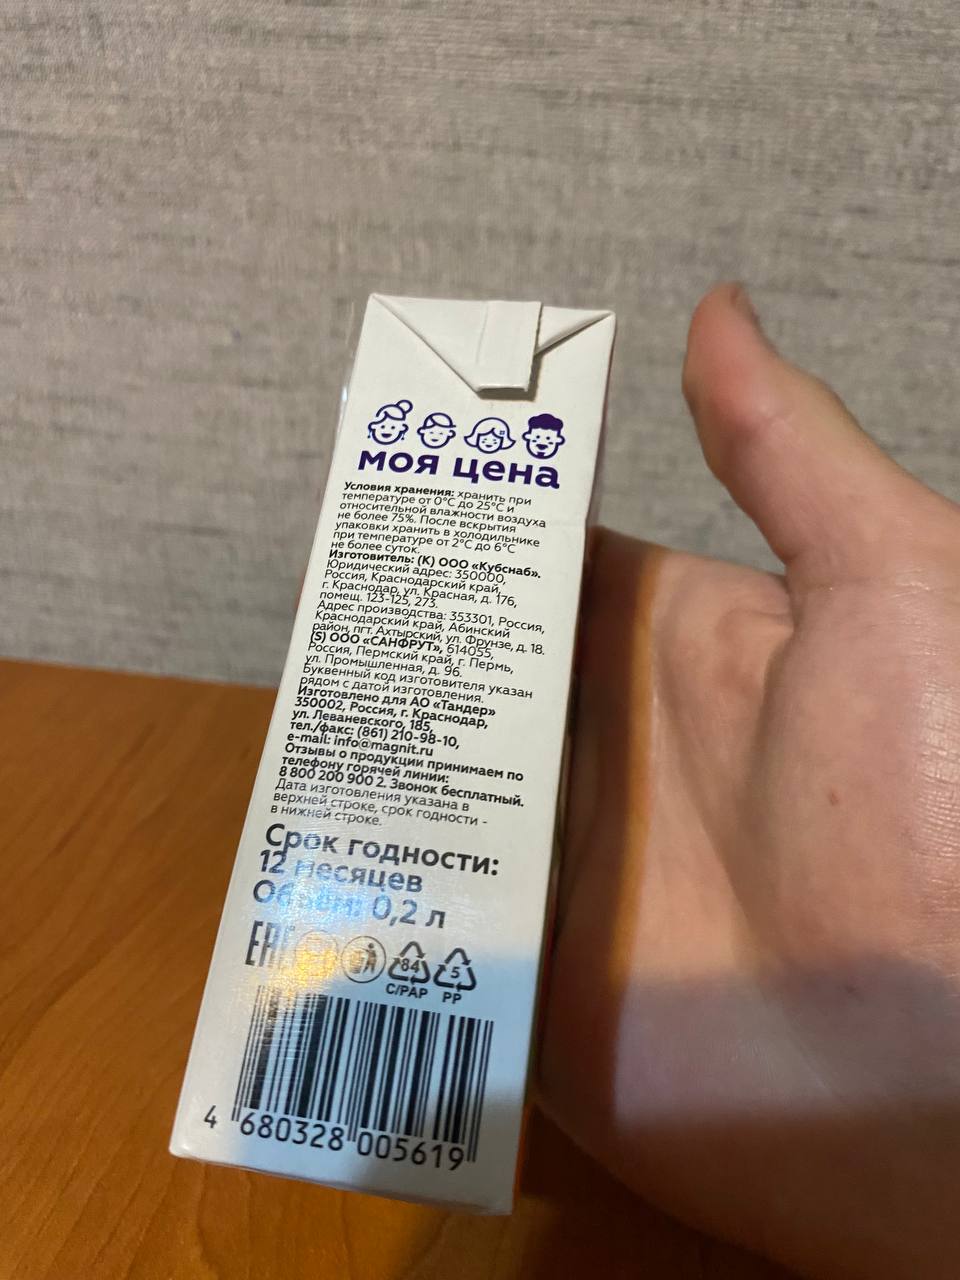 моя цена
Условия хранения: хранить при
температуре от 0°C до 25°C и
относительной влажности воздуха
не более 75%. После вскрытия
упаковки хранить в холодильнике
при температуре от 2°C до 6°C
не более суток.
Изготовитель: (К) ООО «Кубснаб».
Юридический адрес: 350000,
Россия, Краснодарский край,
г. Краснодар, ул. Красная, д. 176,
помещ. 123-125, 273.
Адрес производства: 353301, Россия,
Краснодарский край, Абинский
район, пгт. Ахтырский, ул. Фрунзе, д. 18.
(S) ООО «САНФРУТ», 614055,
Россия, Пермский край, г. Пермь,
ул. Промышленная, д. 96.
Буквенный код изготовителя указан
рядом с датой изготовления.
Изготовлено для АО «Тандер»
350002, Россия, г. Краснодар,
ул. Леваневского, 185,
тел./факс: (861) 210-98-10,
e-mail: info@magnit.ru
Отзывы о продукции принимаем по
телефону горячей линии:
8 800 200 900 2. Звонок бесплатный.
Дата изготовления указана в
верхней строке, срок годности -
в нижней строке.
Срок годности:
12 месяцев
Объём: 0,2 л
EAC
84 5
C/PAP PP
4 680328 005619